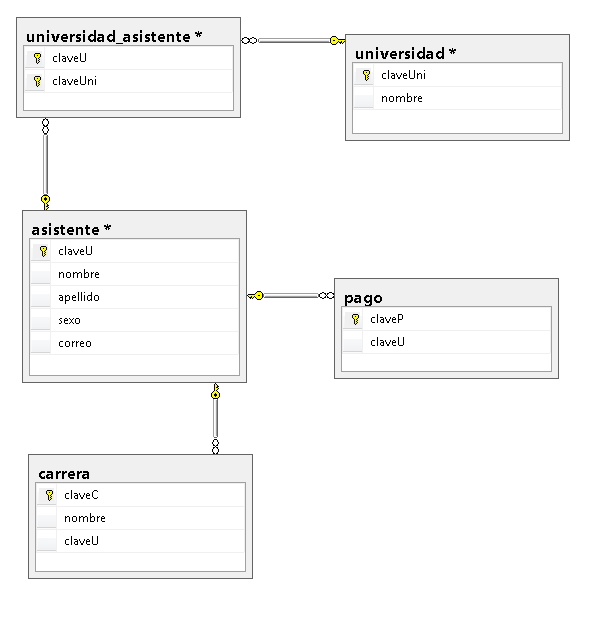 universidad_asistente *
claveU
claveUni
universidad *
claveUni
nombre
asistente *
claveU
nombre
apellido
sexo
correo
pago
claveP
claveU
carrera
claveC
nombre
claveU